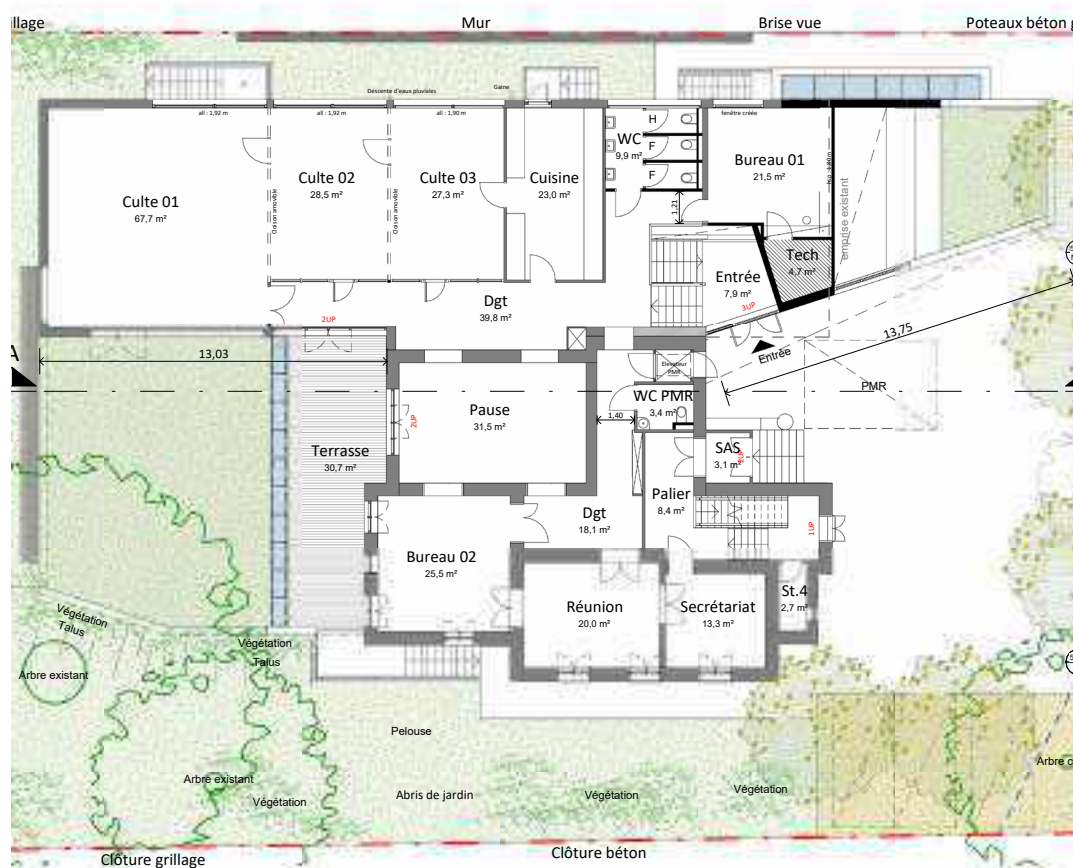 illage
Mur
Brise vue
Poteaux béton g
Descente d'eaux pluviales
Gaine
all : 1,92 m
all : 1,92 m
all : 1,90 m
fenêtre créée
H
WC
9,9 m²
F
F
Bureau 01
21,5 m²
Culte 01
67,7 m²
Culte 02
28,5 m²
Culte 03
27,3 m²
Cuisine
23,0 m²
Cloison amovible
Cloison amovible
1,21
emprise existant
Tech
4,7 m²
Entrée
7,9 m²
3UP
Dgt
39,8 m²
2UP
13,75
Entrée
PMR
A
13,03
Elévateur
PMR
WC PMR
3,4 m²
1,40
Pause
31,5 m²
2UP
Terrasse
30,7 m²
SAS
3,1 m²
Palier
8,4 m²
Dgt
18,1 m²
1UP
Bureau 02
25,5 m²
Réunion
20,0 m²
Secrétariat
13,3 m²
St.4
2,7 m²
Végétation
Talus
Végétation
Talus
Arbre existant
Pelouse
Arbre existant
Végétation
Abris de jardin
Végétation
Végétation
Arbre c
Clôture grillage
Clôture béton